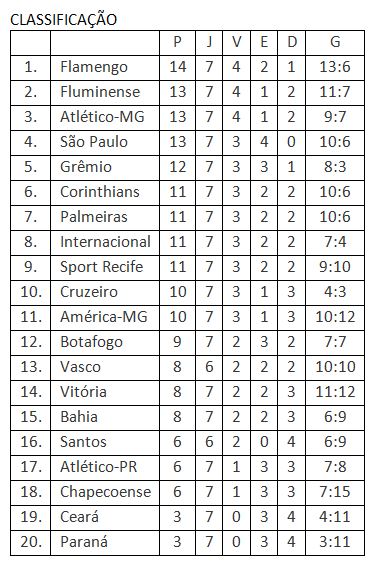 CLASSIFICAÇÃO
P J V E D G
1. Flamengo 14 7 4 2 1 13:6
2. Fluminense 13 7 4 1 2 11:7
3. Atlético-MG 13 7 4 1 2 9:7
4. São Paulo 13 7 3 4 0 10:6
5. Grêmio 12 7 3 3 1 8:3
6. Corinthians 11 7 3 2 2 10:6
7. Palmeiras 11 7 3 2 2 10:6
8. Internacional 11 7 3 2 2 7:4
9. Sport Recife 11 7 3 2 2 9:10
10. Cruzeiro 10 7 3 1 3 4:3
11. América-MG 10 7 3 1 3 10:12
12. Botafogo 9 7 2 3 2 7:7
13. Vasco 8 6 2 2 2 10:10
14. Vitória 8 7 2 2 3 11:12
15. Bahia 8 7 2 2 3 6:9
16. Santos 6 6 2 0 4 6:9
17. Atlético-PR 6 7 1 3 3 7:8
18. Chapecoense 6 7 1 3 3 7:15
19. Ceará 3 7 0 3 4 4:11
20. Paraná 3 7 0 3 4 3:11